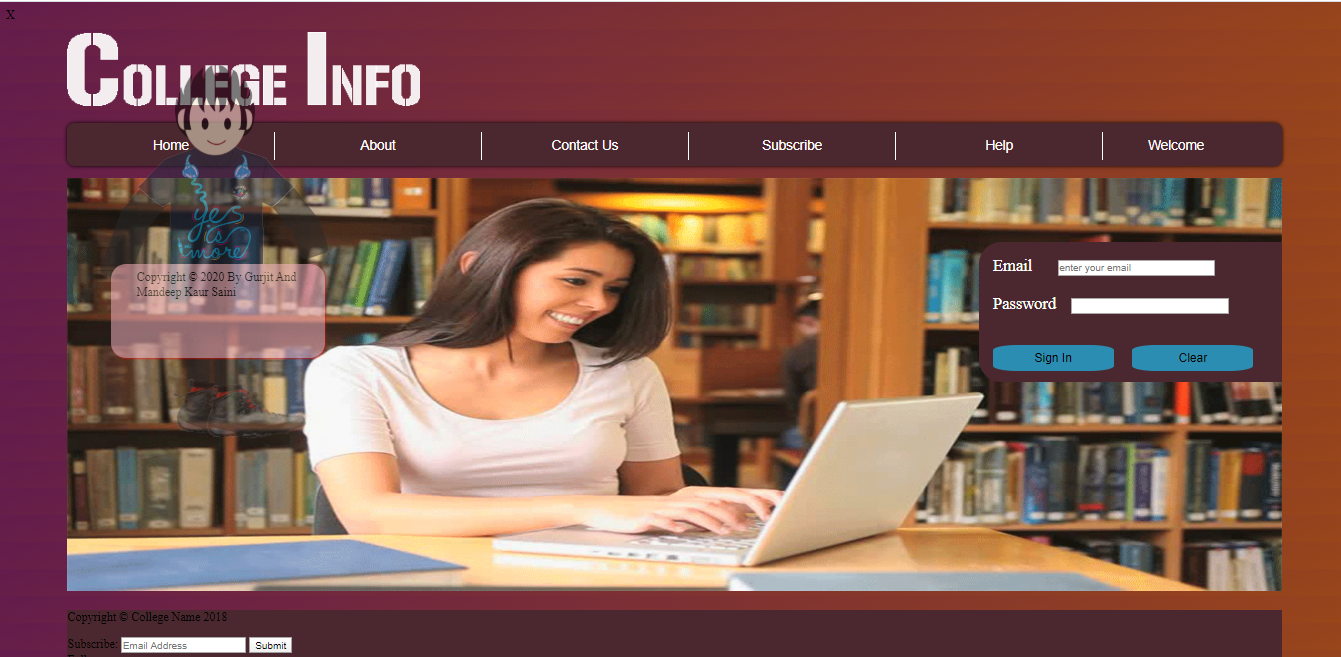 X
College Info
Home About Contact Us Subscribe Help Welcome
yes
is
more
Email enter your email
Password
Sign In Clear
Copyright © 2020 By Gurjit And
Mandeep Kaur Saini
Copyright © College Name 2018
Subscribe: Email Address Submit